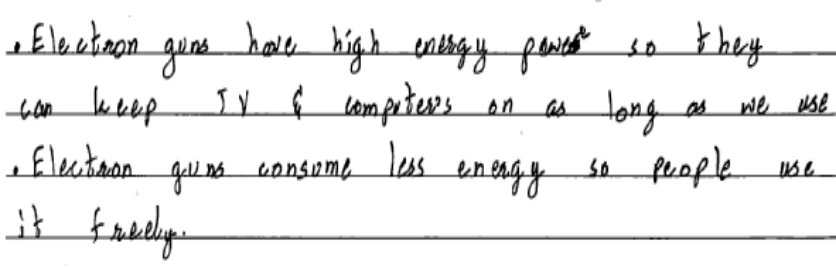 . Electron guns have high energy power so they
can keep TV & computers on as long as we use
. Electron guns consume less energy so people use
it freely.